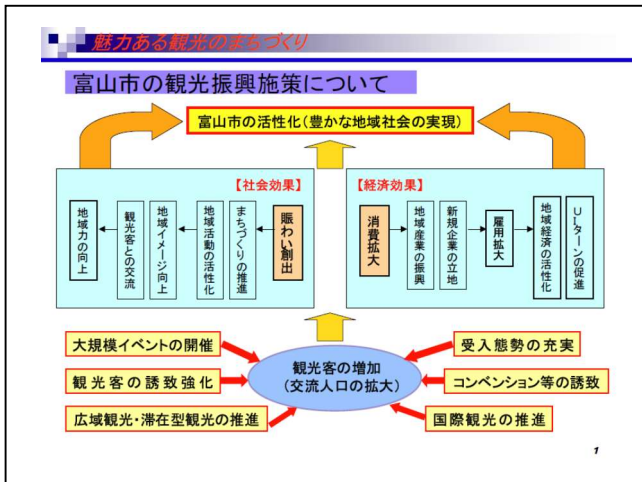 魅力ある観光のまちづくり
富山市の観光振興施策について
富山市の活性化(豊かな地域社会の実現)
【社会効果】
地域力の向上
観光客との交流
地域イメージ向上
地域活動の活性化
まちづくりの推進
賑わい創出
【経済効果】
消費拡大
地域産業の振興
新規企業の立地
雇用拡大
地域経済の活性化
UIターンの促進
大規模イベントの開催
観光客の誘致強化
広域観光・滞在型観光の推進
観光客の増加
(交流人口の拡大)
受入態勢の充実
コンベンション等の誘致
国際観光の推進
1